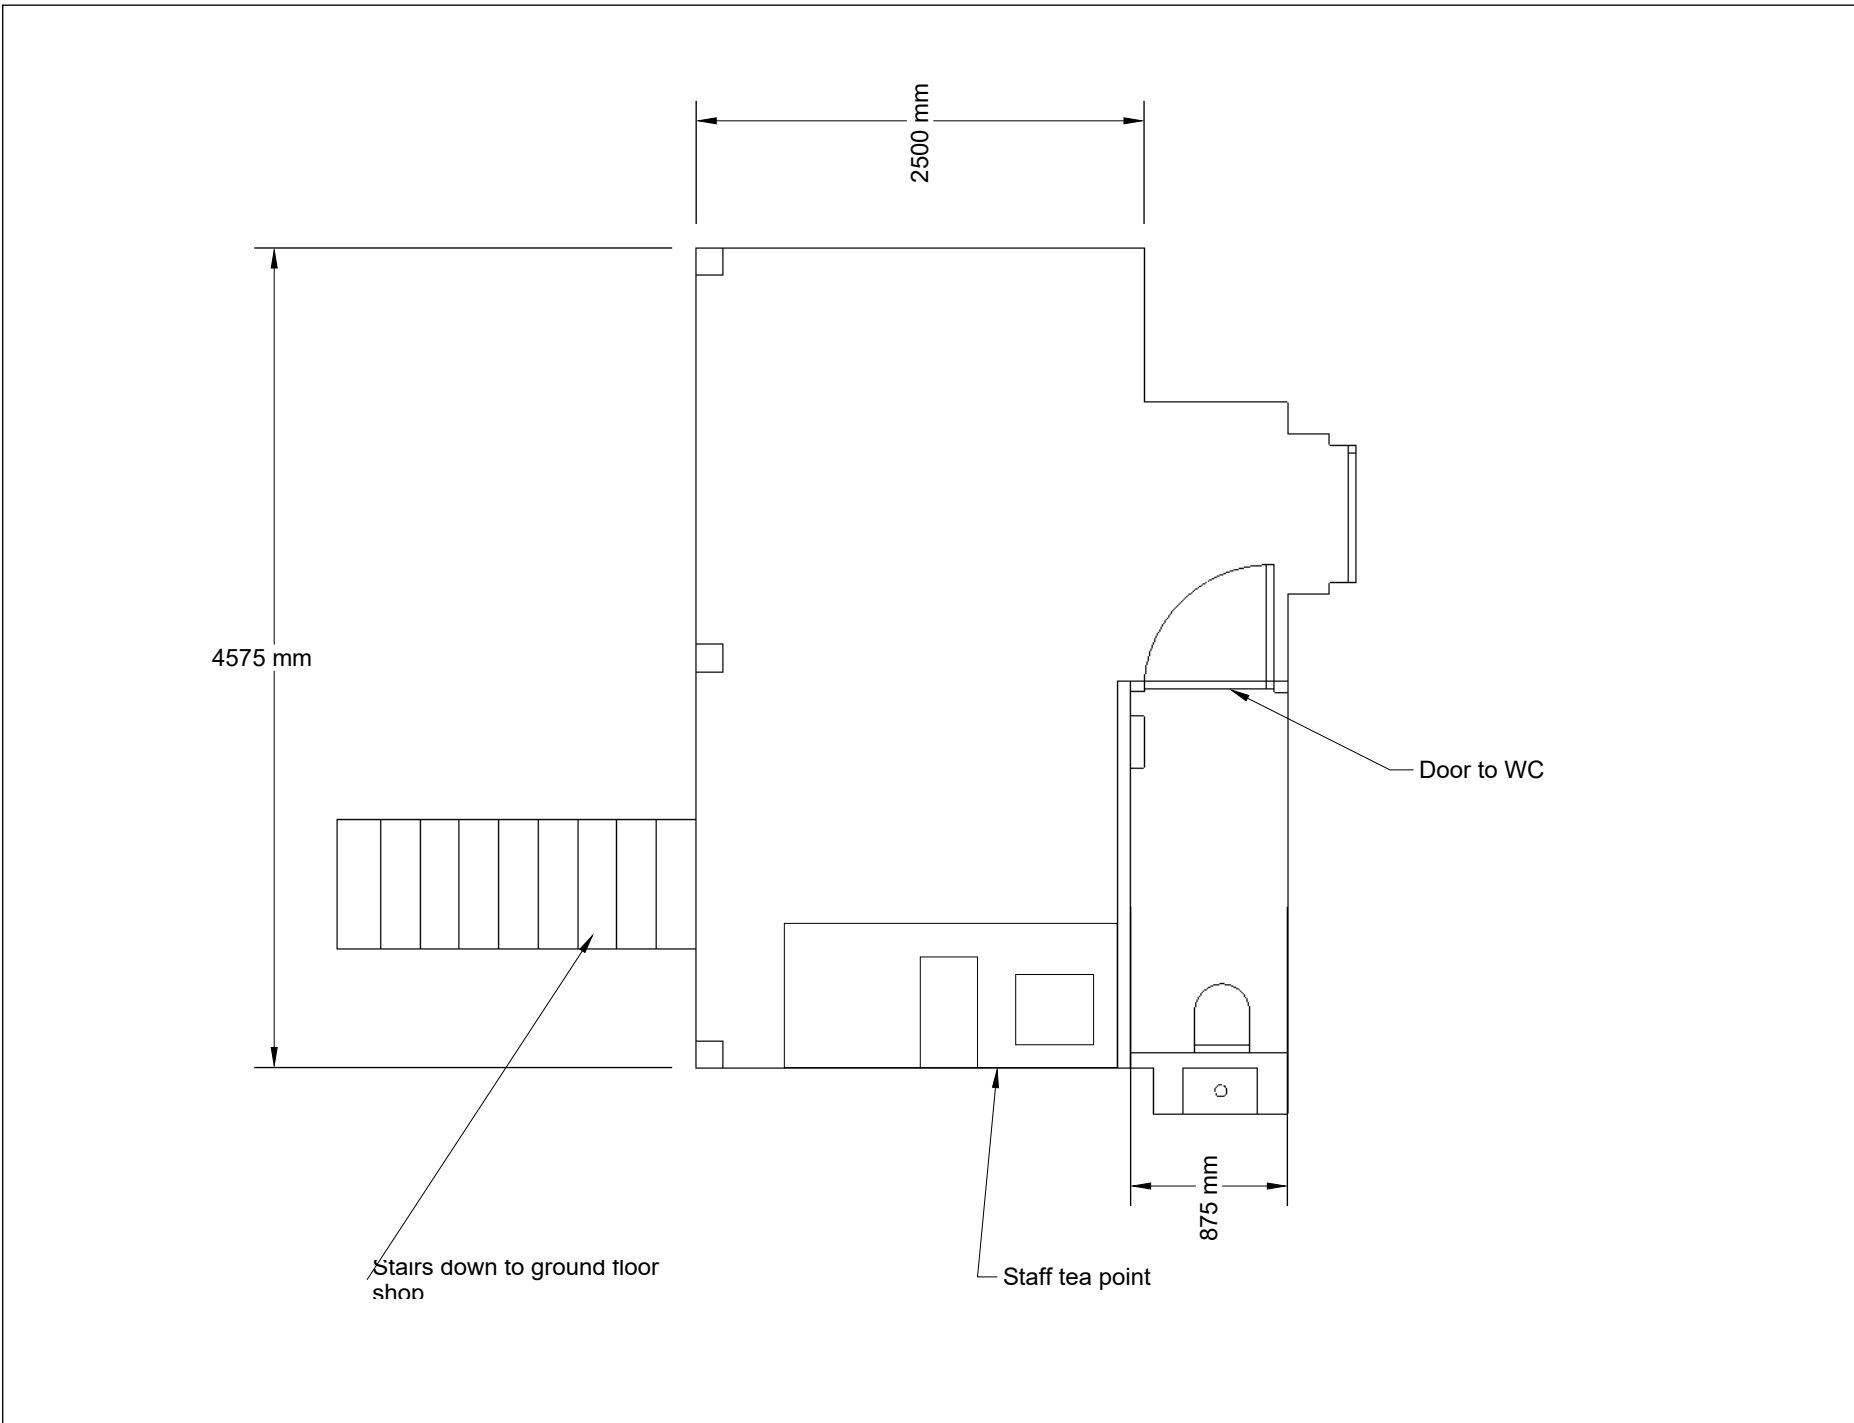 2500 mm
4575 mm
Door to WC
875 mm
Stairs down to ground floor
shop
Staff tea point